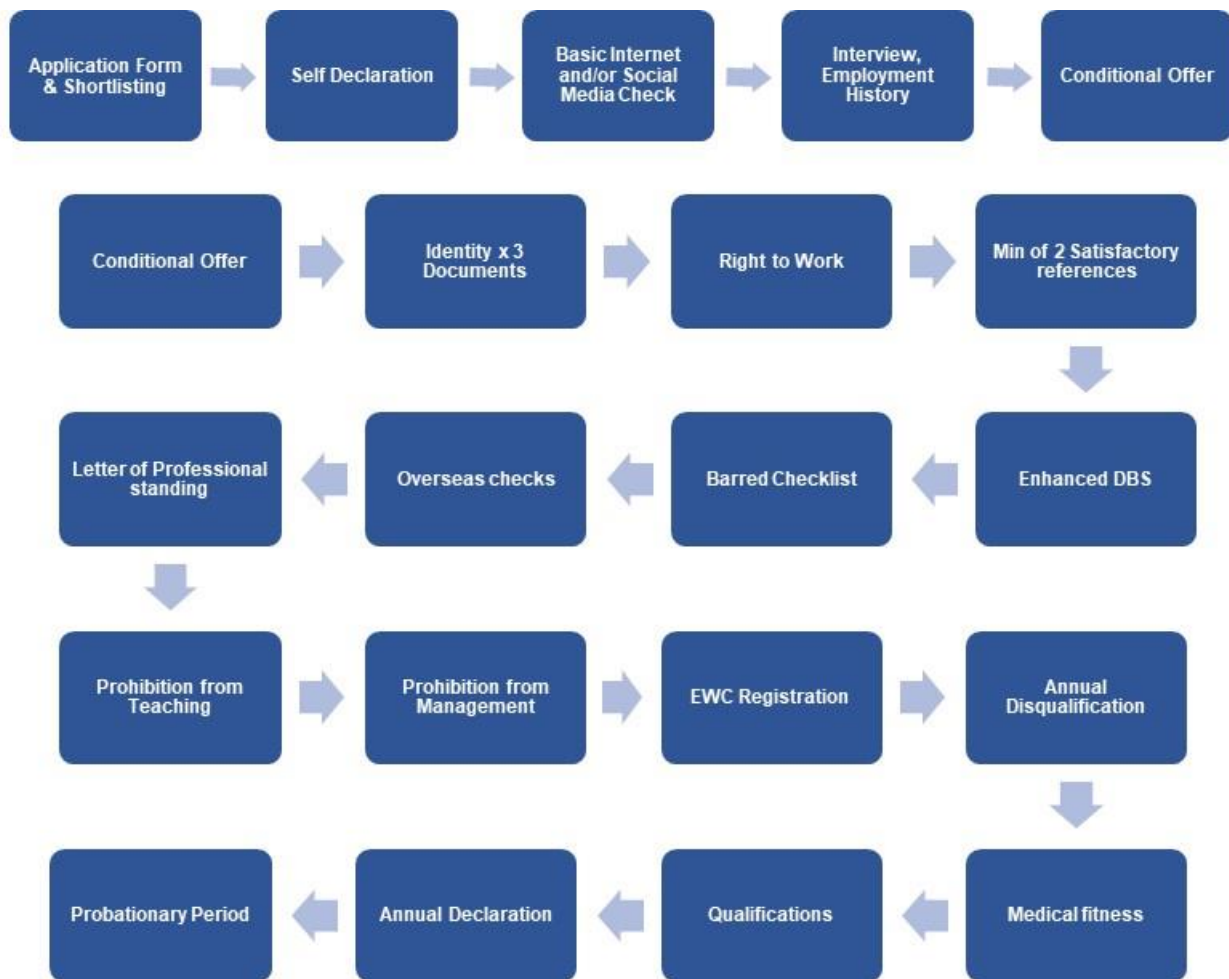 Application Form
& Shortlisting
Self Declaration
Basic Internet
and/or Social
Media Check
Interview,
Employment
History
Conditional Offer
Conditional Offer
Identity x 3
Documents
Right to Work
Min of 2 Satisfactory
references
Enhanced DBS
Barred Checklist
Overseas checks
Letter of Professional
standing
Prohibition from
Teaching
Prohibition from
Management
EWC Registration
Annual
Disqualification
Medical fitness
Qualifications
Annual Declaration
Probationary Period